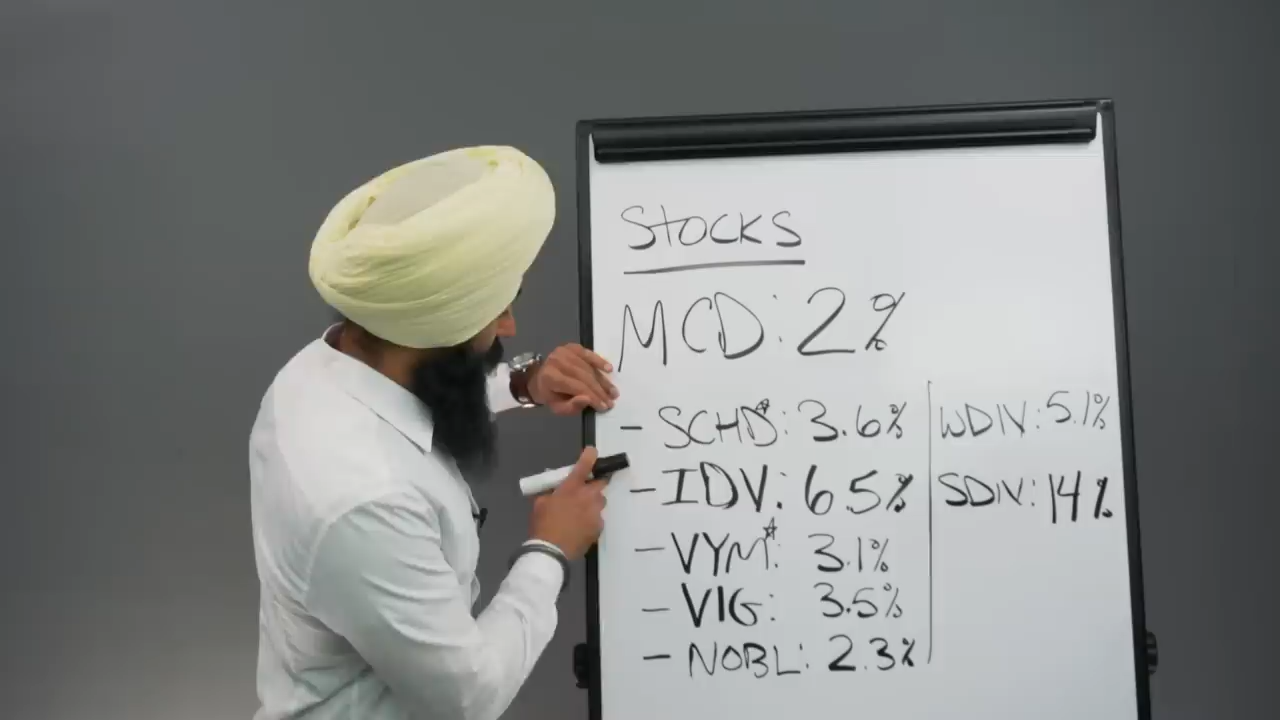 STOCKS
MCD: 2%
- SCHD☆: 3.6%
- IDV: 6.5%
- VYM☆: 3.1%
- VIG: 3.5%
- NOBL: 2.3%
WDIV: 5.1%
SDIV: 14%